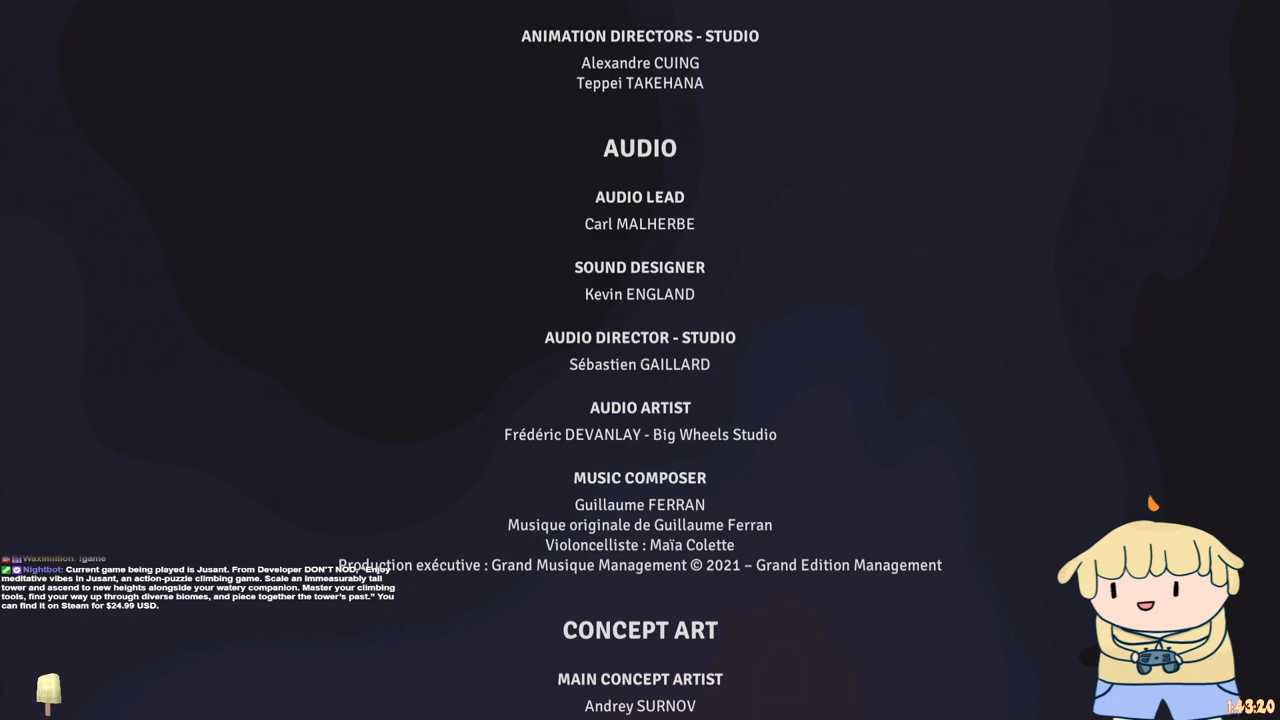 ANIMATION DIRECTORS - STUDIO
Alexandre CUING
Teppei TAKEHANA
AUDIO
AUDIO LEAD
Carl MALHERBE
SOUND DESIGNER
Kevin ENGLAND
AUDIO DIRECTOR - STUDIO
Sébastien GAILLARD
AUDIO ARTIST
Frédéric DEVANLAY - Big Wheels Studio
MUSIC COMPOSER
Guillaume FERRAN
Musique originale de Guillaume Ferran
Violoncelliste : Maïa Colette
Production exécutive : Grand Musique Management © 2021 – Grand Edition Management
CONCEPT ART
MAIN CONCEPT ARTIST
Andrey SURNOV
Waximillion: !game
Nightbot: Current game being played is Jusant. From Developer DON'T NOD, "Enjoy
meditative vibes in Jusant, an action-puzzle climbing game. Scale an immeasurably tall
tower and ascend to new heights alongside your watery companion. Master your climbing
tools, find your way up through diverse biomes, and piece together the tower's past." You
can find it on Steam for $24.99 USD.
1:43:20